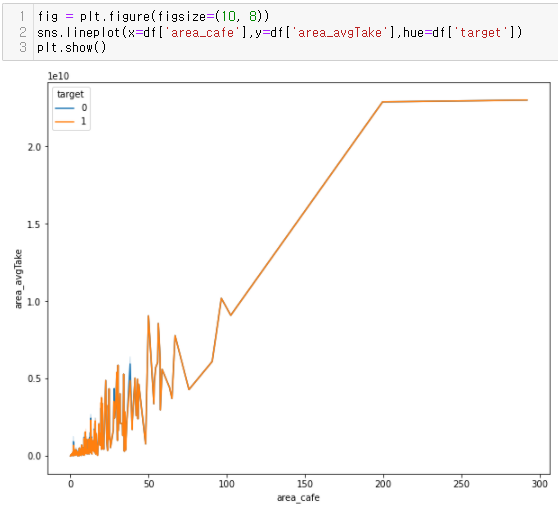 1 fig = plt.figure(figsize=(10, 8))
2 sns.lineplot(x=df['area_cafe'],y=df['area_avgTake'],hue=df['target'])
3 plt.show()
1e10
target
0
1
2.0
1.5
1.0
0.5
0.0
area_avgTake
0 50 100 150 200 250 300
area_cafe